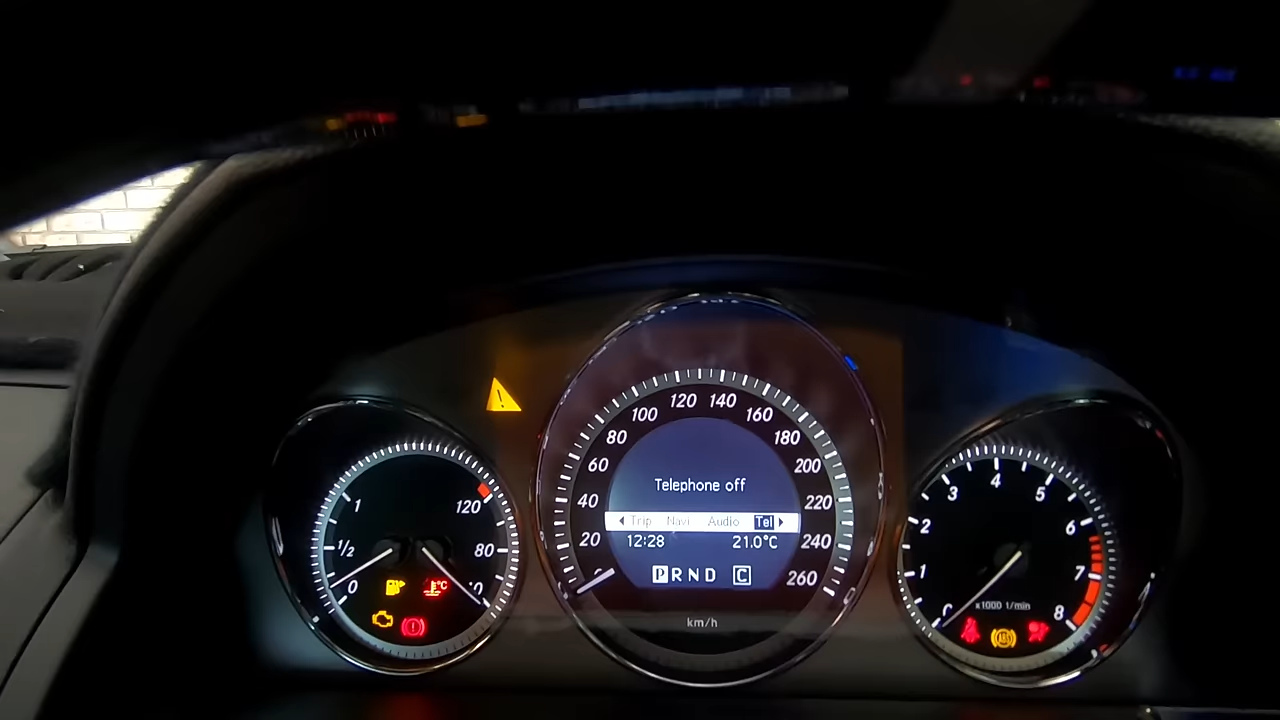 1
1/2
0
120
80
°C
0 20 40 60 80 100 120 140 160 180 200 220 240 260
Telephone off
Trip Navi Audio Tel
12:28 21.0°C
P R N D C
km/h
1 2 3 4 5 6 7 8
x1000 1/min
ABS